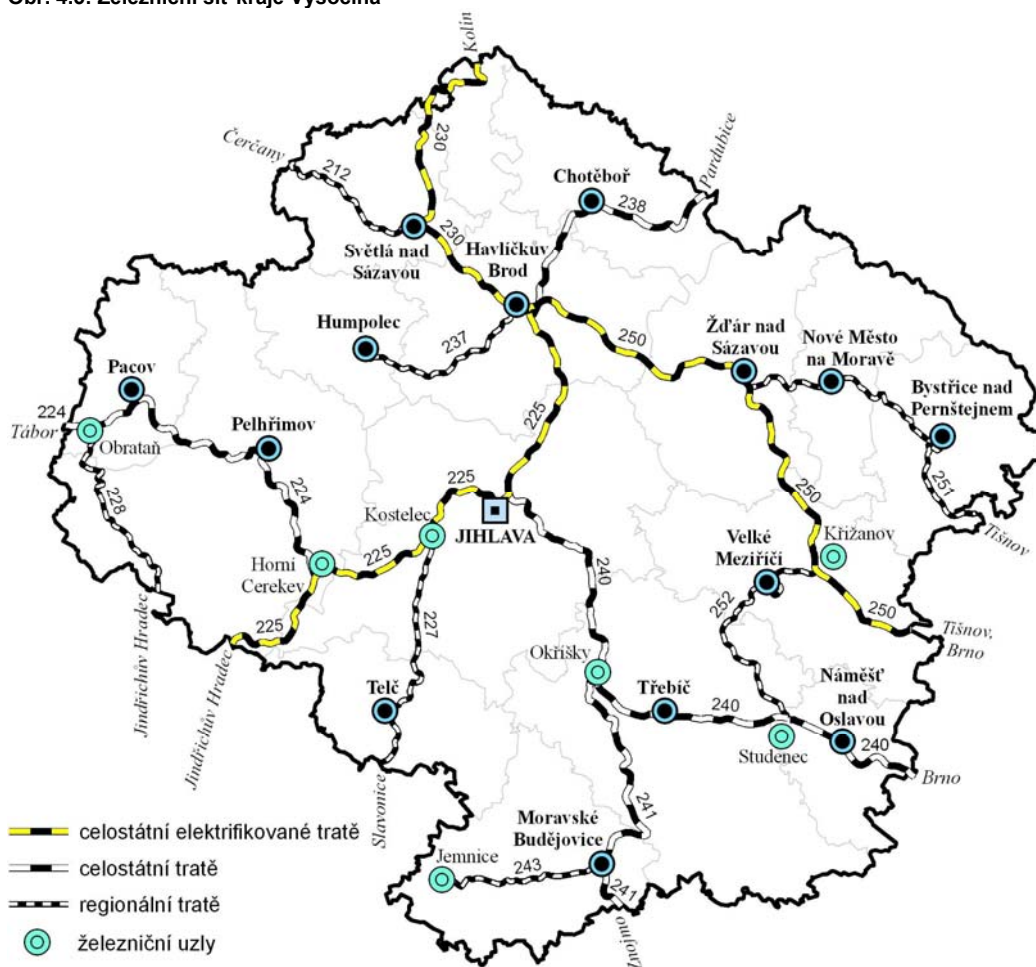 Obr. 4.5: Železniční síť kraje Vysočina
Kolín
Čerčany
212
230
Pardubice
Chotěboř
238
Světlá nad
Sázavou
230
Havlíčkův
Brod
Humpolec
237
250
Žďár nad
Sázavou
Nové Město
na Moravě
Pacov
Bystřice nad
Pernštejnem
224
Tábor
Obrataň
Pelhřimov
225
228
224
225
Kostelec
JIHLAVA
250
251
Tišnov
Křižanov
Velké
Meziříčí
Horní
Cerekev
225
240
252
250
Tišnov,
Brno
Jindřichův Hradec
225
227
Jindřichův Hradec
Okříšky
Telč
Třebíč
240
Náměšť
nad
Oslavou
Studenec
240
Brno
Slavonice
241
Moravské
Budějovice
Jemnice
243
241
Znojmo
celostátní elektrifikované tratě
celostátní tratě
regionální tratě
železniční uzly